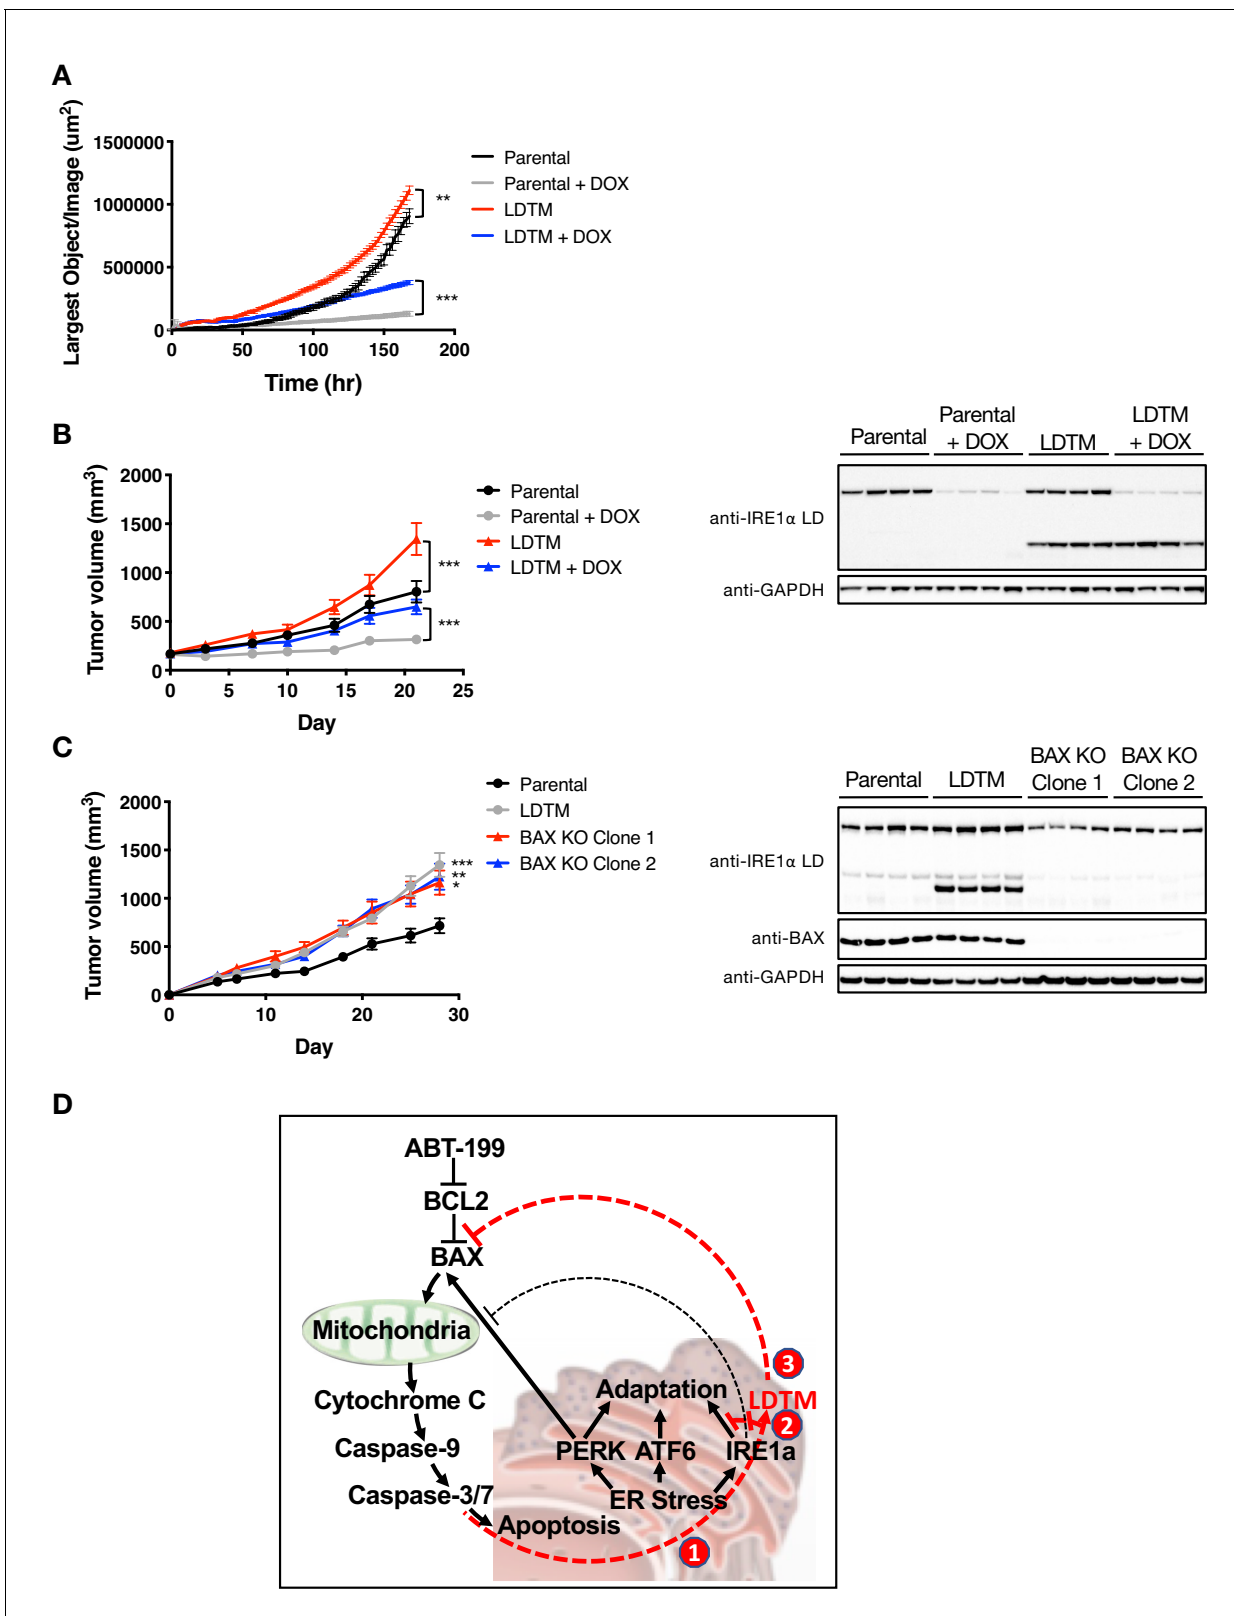 A
Largest Object/Image (um²)
1500000
1000000
500000
0
0 50 100 150 200
Time (hr)
Parental
Parental + DOX
LDTM
LDTM + DOX
**
***
B
Tumor volume (mm³)
2000
1500
1000
500
0
0 5 10 15 20 25
Day
Parental
Parental + DOX
LDTM
LDTM + DOX
***
***
Parental
Parental
+ DOX
LDTM
LDTM
+ DOX
anti-IRE1α LD
anti-GAPDH
C
Tumor volume (mm³)
2000
1500
1000
500
0
0 10 20 30
Day
Parental
LDTM
BAX KO Clone 1
BAX KO Clone 2
***
**
*
Parental
LDTM
BAX KO
Clone 1
BAX KO
Clone 2
anti-IRE1α LD
anti-BAX
anti-GAPDH
D
ABT-199
BCL2
BAX
Mitochondria
Cytochrome C
Caspase-9
Caspase-3/7
Apoptosis
Adaptation
PERK ATF6 IRE1a
ER Stress
LDTM
3
2
1